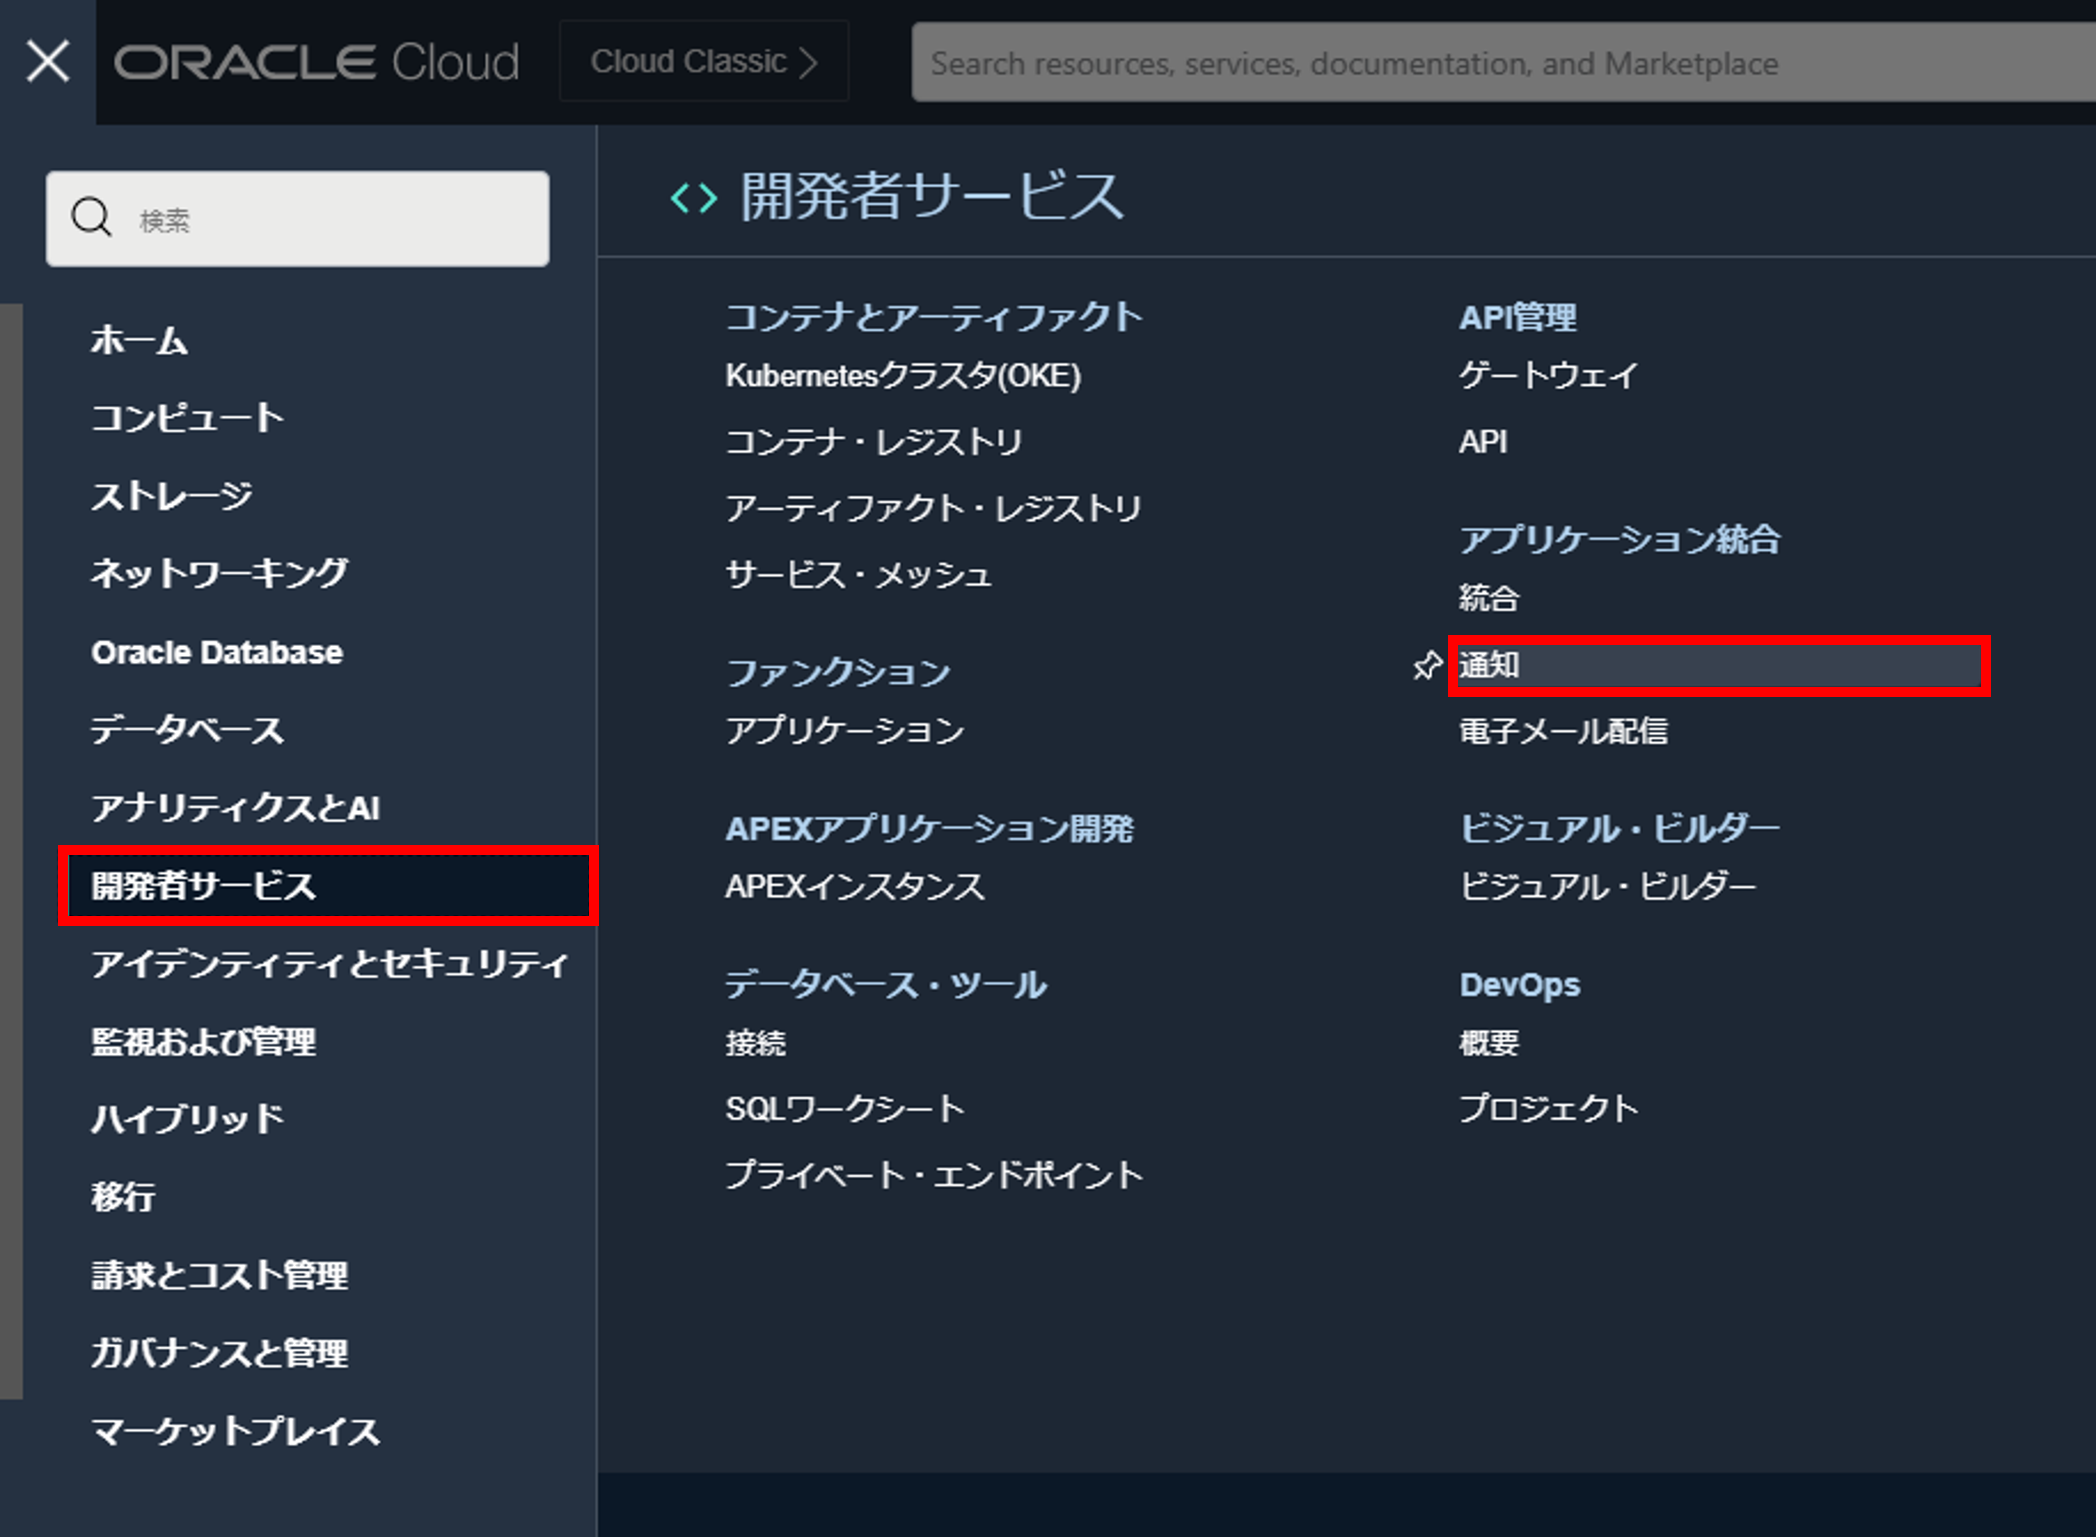 ORACLE Cloud
Cloud Classic
Search resources, services, documentation, and Marketplace
検索
ホーム
コンピュート
ストレージ
ネットワーキング
Oracle Database
データベース
アナリティクスとAI
開発者サービス
アイデンティティとセキュリティ
監視および管理
ハイブリッド
移行
請求とコスト管理
ガバナンスと管理
マーケットプレイス
開発者サービス
コンテナとアーティファクト
Kubernetesクラスタ(OKE)
コンテナ・レジストリ
アーティファクト・レジストリ
サービス・メッシュ
ファンクション
アプリケーション
APEXアプリケーション開発
APEXインスタンス
データベース・ツール
接続
SQLワークシート
プライベート・エンドポイント
API管理
ゲートウェイ
API
アプリケーション統合
統合
通知
電子メール配信
ビジュアル・ビルダー
ビジュアル・ビルダー
DevOps
概要
プロジェクト